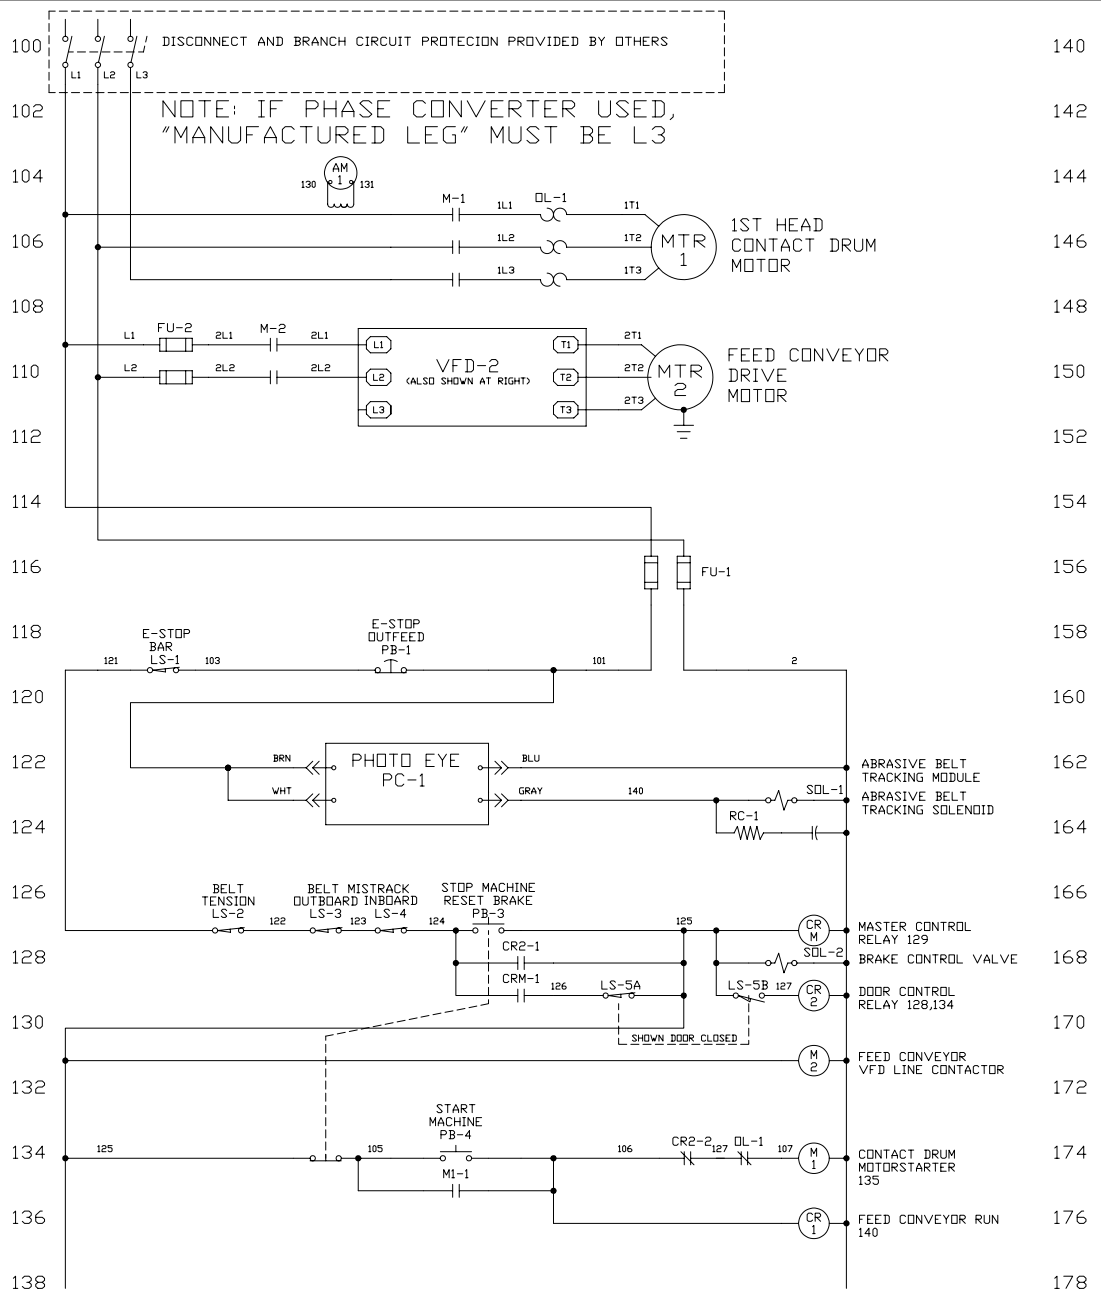 100
DISCONNECT AND BRANCH CIRCUIT PROTECION PROVIDED BY OTHERS
140
L1 L2 L3
102
NOTE: IF PHASE CONVERTER USED,
142
"MANUFACTURED LEG" MUST BE L3
104
AM
1
130 131
144
M-1
OL-1
1L1
1T1
106
1L2
1T2
MTR
1
1ST HEAD
CONTACT DRUM
MOTOR
146
1L3
1T3
108
148
L1
FU-2
2L1
M-2
2L1
L1
T1
2T1
110
L2
2L2
2L2
L2
VFD-2
(ALSO SHOWN AT RIGHT)
T2
2T2
MTR
2
FEED CONVEYOR
DRIVE
MOTOR
150
L3
T3
2T3
112
152
114
154
116
FU-1
156
118
E-STOP
BAR
LS-1
E-STOP
OUTFEED
PB-1
158
121
103
101
2
120
160
122
BRN
PHOTO EYE
PC-1
BLU
ABRASIVE BELT
TRACKING MODULE
162
WHT
GRAY
140
SOL-1
ABRASIVE BELT
TRACKING SOLENOID
124
RC-1
164
126
BELT
TENSION
LS-2
BELT MISTRACK
OUTBOARD INBOARD
LS-3 LS-4
STOP MACHINE
RESET BRAKE
PB-3
166
122
123
124
125
CR
M
MASTER CONTROL
RELAY 129
128
CR2-1
SOL-2
BRAKE CONTROL VALVE
168
CRM-1
126
LS-5A
LS-5B
127
CR
2
DOOR CONTROL
RELAY 128,134
130
SHOWN DOOR CLOSED
170
M
2
FEED CONVEYOR
VFD LINE CONTACTOR
132
172
START
MACHINE
PB-4
134
125
105
106
CR2-2
127
OL-1
107
M
1
CONTACT DRUM
MOTORSTARTER
135
174
M1-1
136
CR
1
FEED CONVEYOR RUN
140
176
138
178